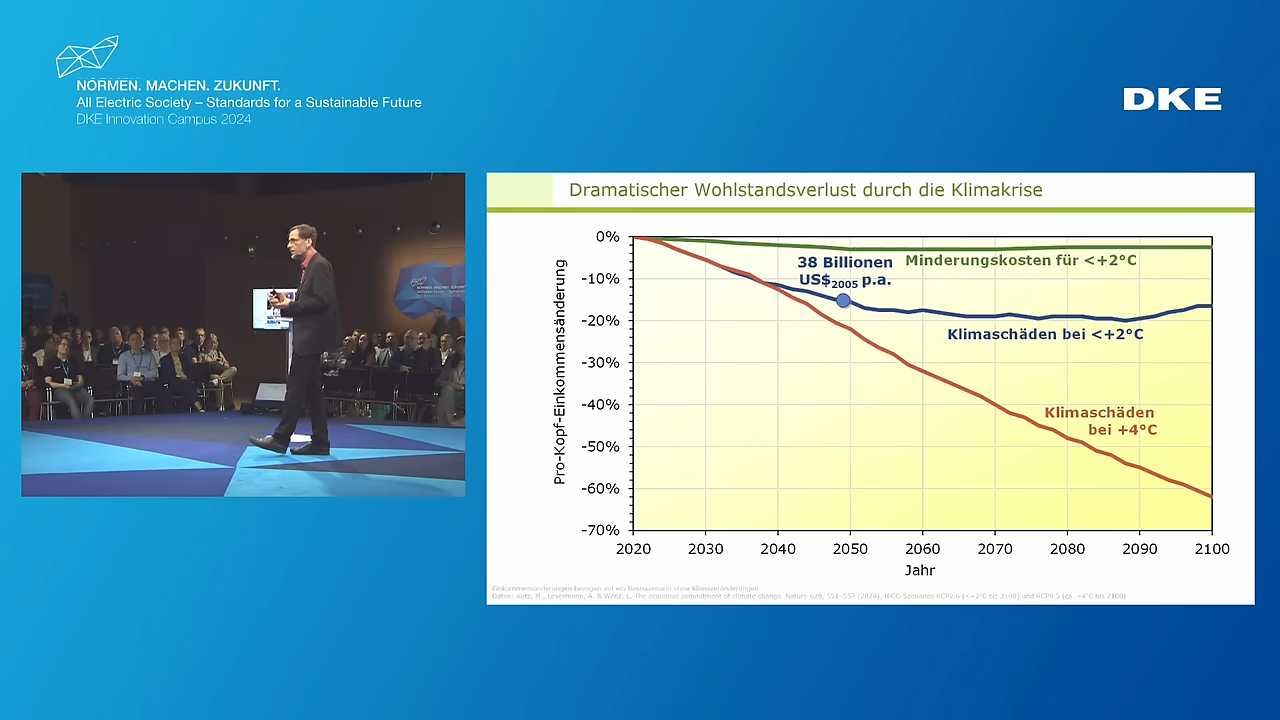 NORMEN. MACHEN. ZUKUNFT.
All Electric Society – Standards for a Sustainable Future
DKE Innovation Campus 2024
DKE
Dramatischer Wohlstandsverlust durch die Klimakrise
Pro-Kopf-Einkommensänderung
0%
-10%
-20%
-30%
-40%
-50%
-60%
-70%
38 Billionen
US$2005 p.a.
Minderungskosten für <+2°C
Klimaschäden bei <+2°C
Klimaschäden
bei +4°C
2020 2030 2040 2050 2060 2070 2080 2090 2100
Jahr
Einkommensänderungen bezogen auf ein Basisszenario ohne Klimaveränderungen
Daten: Kotz, M., Levermann, A. & Wenz, L. The economic commitment of climate change. Nature 628, 551–557 (2024), IPCC-Szenarios RCP2.6 (<+2°C bis 2100) und RCP8.5 (ca. +4°C bis 2100)